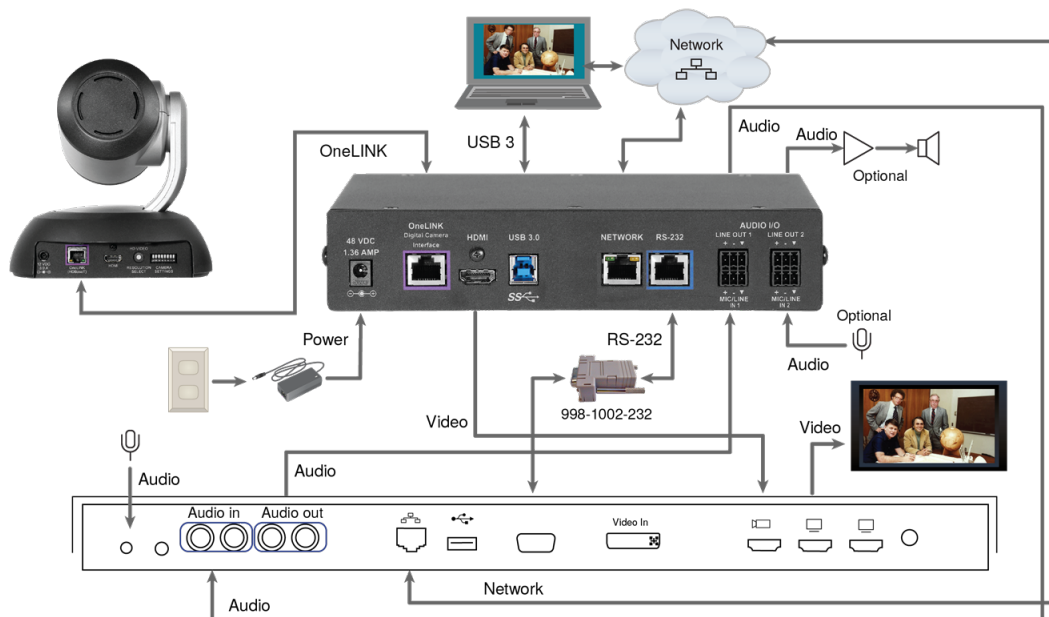 Network
USB 3
OneLINK
Audio
Audio
Optional
OneLINK
Digital Camera
Interface
48 VDC
1.36 AMP
HDMI
USB 3.0
NETWORK
RS-232
AUDIO I/O
LINE OUT 1
LINE OUT 2
+ - ▼
+ - ▼
+ - ▼
+ - ▼
MIC/LINE
IN 1
MIC/LINE
IN 2
SS
Optional
Audio
Power
RS-232
998-1002-232
Video
Video
Audio
Audio
Audio in
Audio out
Video In
Network
Audio